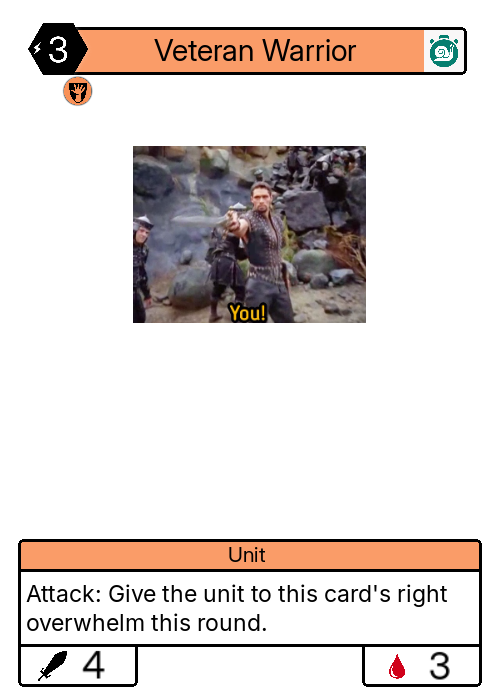 3
Veteran Warrior
You!
Unit
Attack: Give the unit to this card's right
overwhelm this round.
4
3